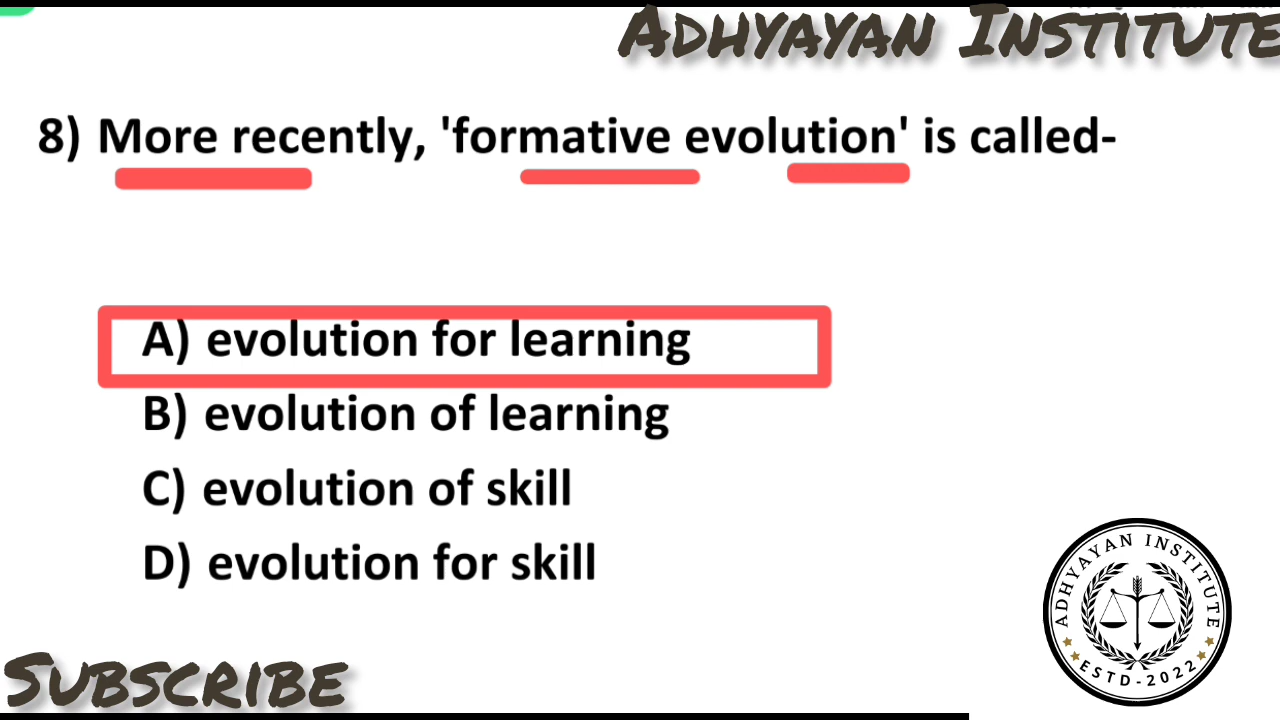 ADHYAYAN INSTITUTE
8) More recently, 'formative evolution' is called-
A) evolution for learning
B) evolution of learning
C) evolution of skill
D) evolution for skill
ADHYAYAN INSTITUTE
ESTD-2022
SUBSCRIBE